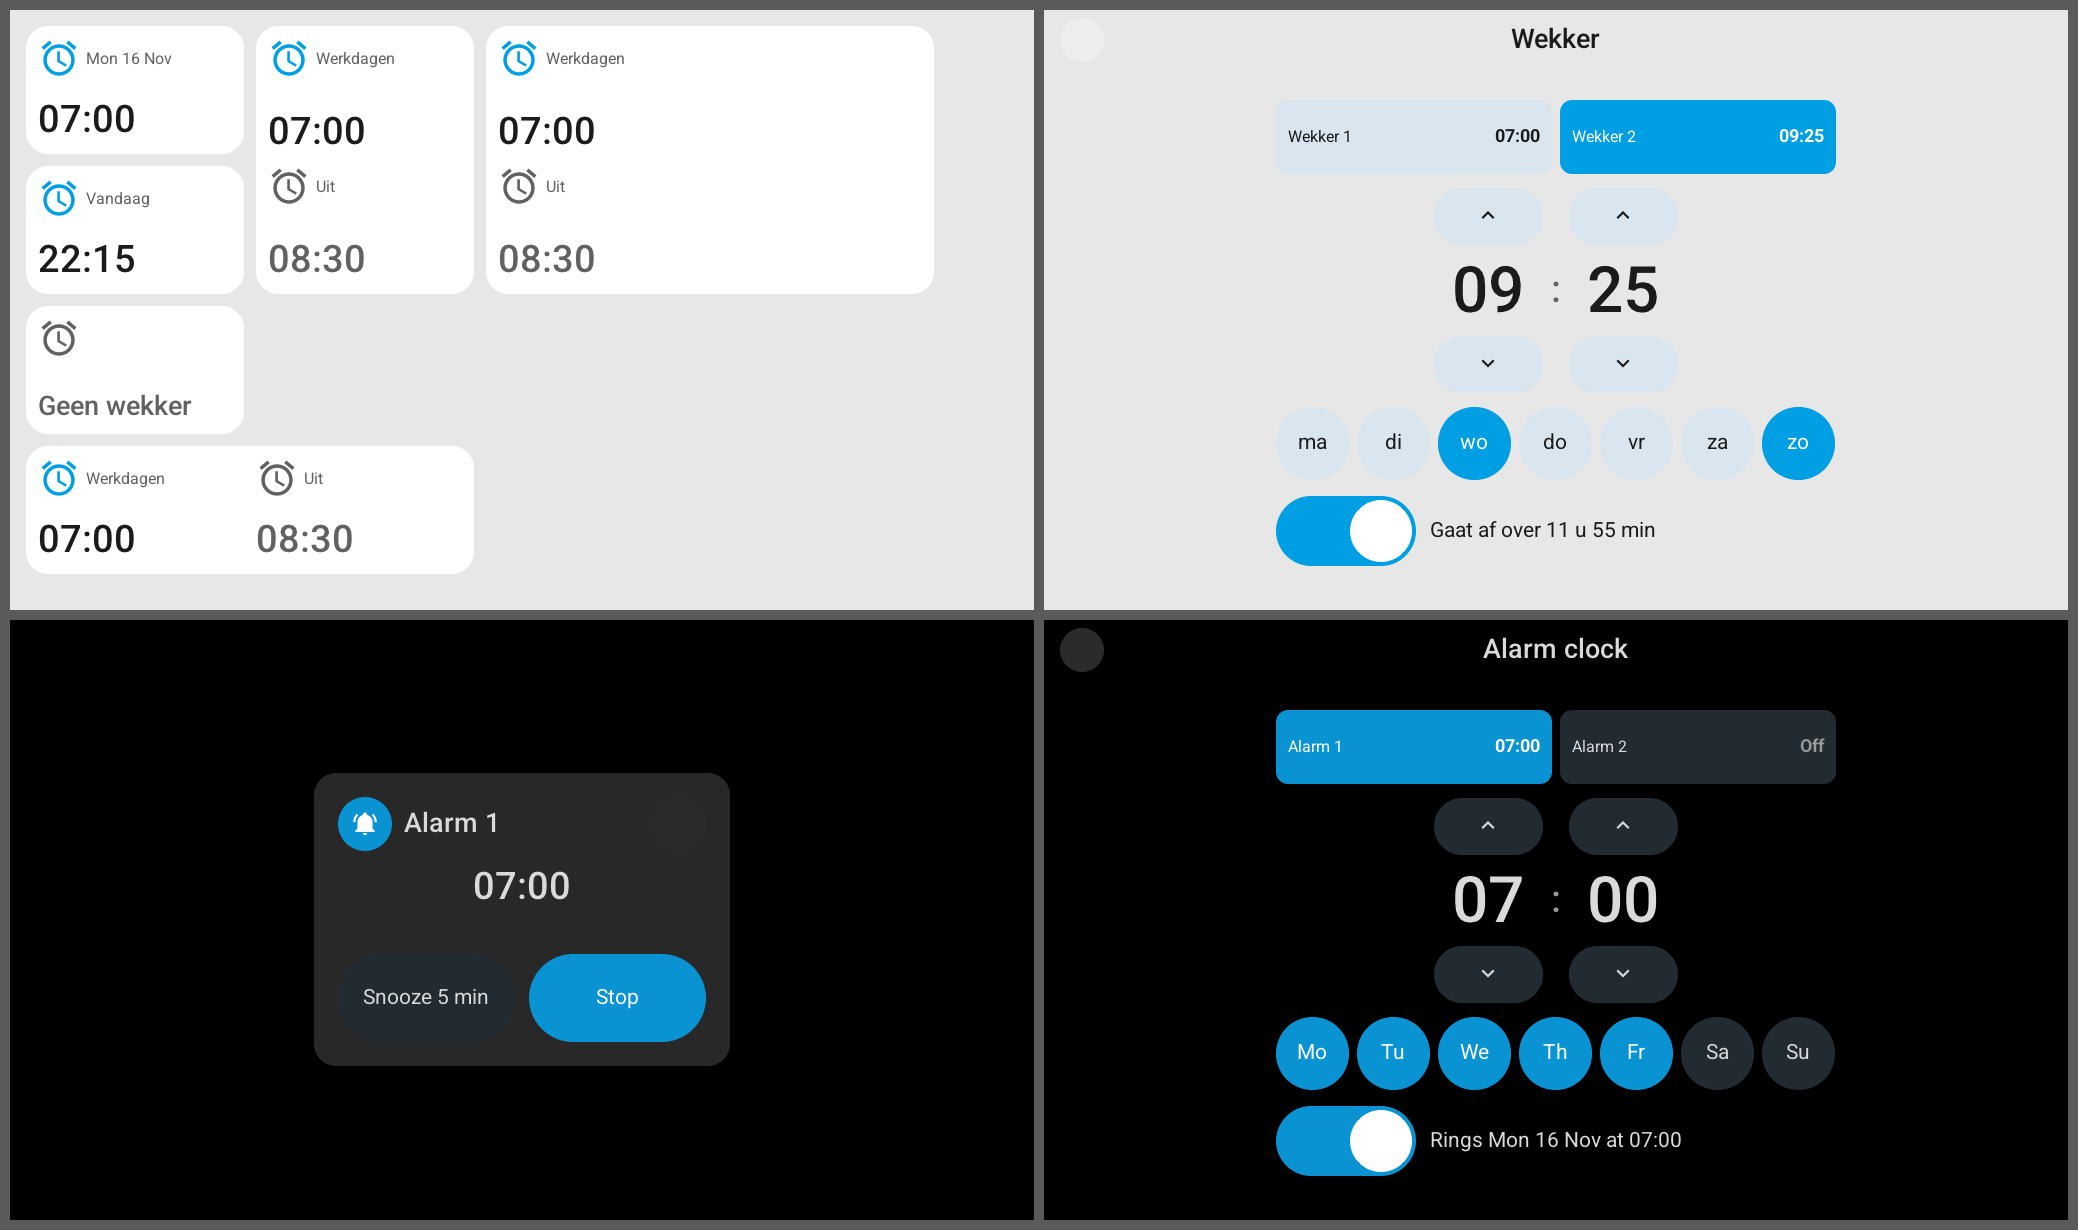 Mon 16 Nov
07:00
Vandaag
22:15
Geen wekker
Werkdagen
07:00
Uit
08:30
Werkdagen
07:00
Uit
08:30
Werkdagen
07:00
Uit
08:30
Wekker
Wekker 1 07:00
Wekker 2 09:25
09 : 25
ma di wo do vr za zo
Gaat af over 11 u 55 min
Alarm 1
07:00
Snooze 5 min
Stop
Alarm clock
Alarm 1 07:00
Alarm 2 Off
07 : 00
Mo Tu We Th Fr Sa Su
Rings Mon 16 Nov at 07:00